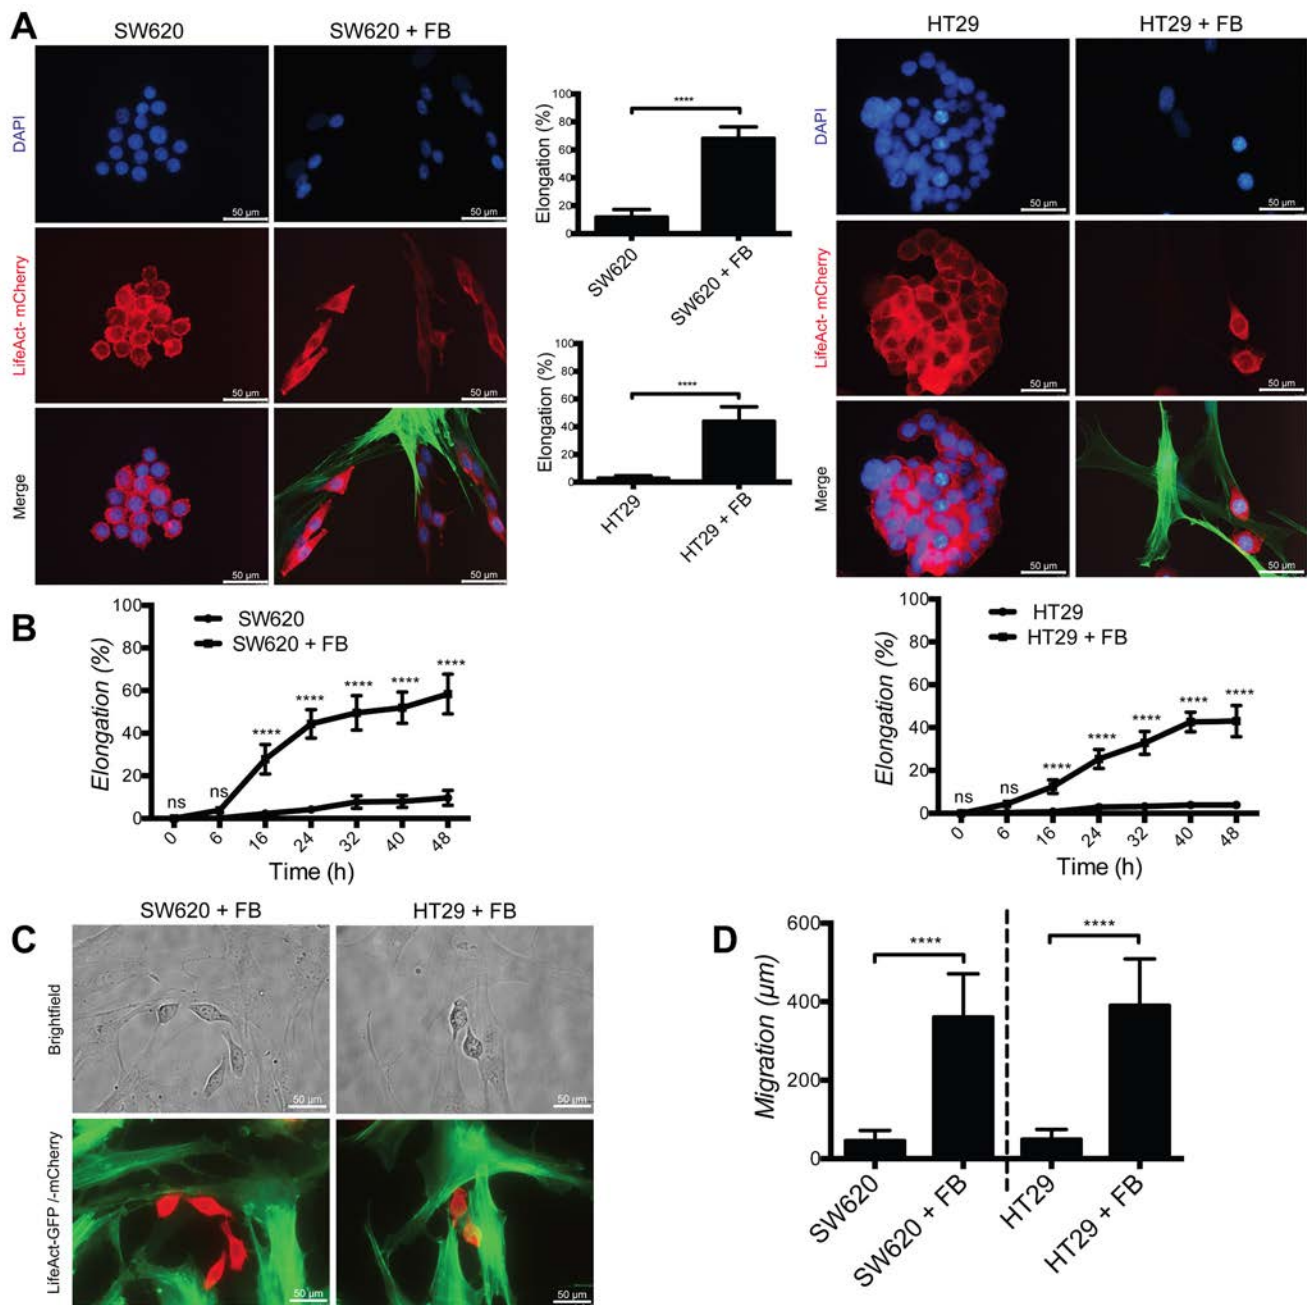 A
SW620
SW620 + FB
HT29
HT29 + FB
DAPI
50 µm
50 µm
Elongation (%)
100
80
60
40
20
0
****
SW620
SW620 + FB
DAPI
50 µm
50 µm
LifeAct- mCherry
50 µm
50 µm
LifeAct- mCherry
50 µm
50 µm
Elongation (%)
100
80
60
40
20
0
****
HT29
HT29 + FB
Merge
50 µm
50 µm
Merge
50 µm
50 µm
B
Elongation (%)
100
80
60
40
20
0
SW620
SW620 + FB
ns
ns
****
****
****
****
****
0
6
16
24
32
40
48
Time (h)
Elongation (%)
100
80
60
40
20
0
HT29
HT29 + FB
ns
ns
****
****
****
****
****
0
6
16
24
32
40
48
Time (h)
C
SW620 + FB
HT29 + FB
Brightfield
50 µm
50 µm
LifeAct-GFP /-mCherry
50 µm
50 µm
D
Migration (µm)
600
400
200
0
****
****
SW620
SW620 + FB
HT29
HT29 + FB